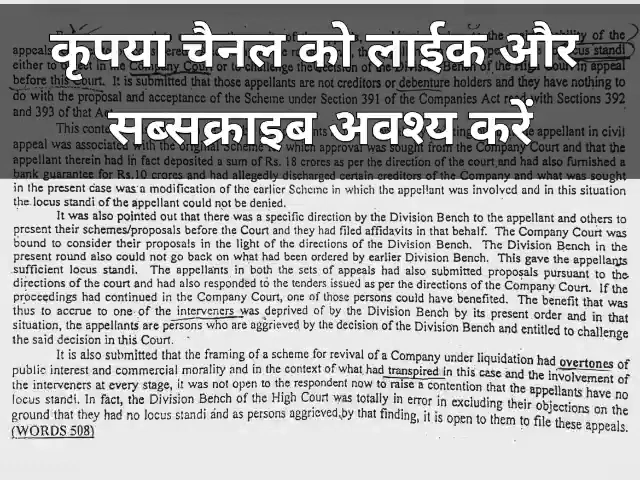 कृपया चैनल को लाईक और
सब्सक्राइब अवश्य करें
of the
appeals
locus standi
either to
in the Company Court or to challenge the decision of the Division Bench of the High Court in appeal
before this Court. It is submitted that those appellants are not creditors or debenture holders and they have nothing to
do with the proposal and acceptance of the Scheme under Section 391 of the Companies Act read with Sections 392
and 393 of that Act.
This
appellant in civil
appeal was associated with the original Scheme which approval was sought from the Company Court and that the
appellant therein had in fact deposited a sum of Rs. 18 crores as per the direction of the court and had also furnished a
bank guarantee for Rs.10 crores and had allegedly discharged certain creditors of the Company and what was sought
in the present case was a modification of the earlier Scheme in which the appellant was involved and in this situation
the locus standi of the appellant could not be denied.
It was also pointed out that there was a specific direction by the Division Bench to the appellant and others to
present their schemes/proposals before the Court and they had filed affidavits in that behalf. The Company Court was
bound to consider their proposals in the light of the directions of the Division Bench. The Division Bench in the
present round also could not go back on what had been ordered by earlier Division Bench. This gave the appellants
sufficient locus standi. The appellants in both the sets of appeals had also submitted proposals pursuant to the
directions of the court and had also responded to the tenders issued as per the directions of the Company Court. If the
proceedings had continued in the Company Court, one of those persons could have benefited. The benefit that was
thus to accrue to one of the interveners was deprived of by the Division Bench by its present order and in that
situation, the appellants are persons who are aggrieved by the decision of the Division Bench and entitled to challenge
the said decision in this Court.
It is also submitted that the framing of a scheme for revival of a Company under liquidation had overtones of
public interest and commercial morality and in the context of what had transpired in this case and the involvement of
the interveners at every stage, it was not open to the respondent now to raise a contention that the appellants have no
locus standi. In fact, the Division Bench of the High Court was totally in error in excluding their objections on the
ground that they had no locus standi and as persons aggrieved by that finding, it is open to them to file these appeals.
(WORDS 508)